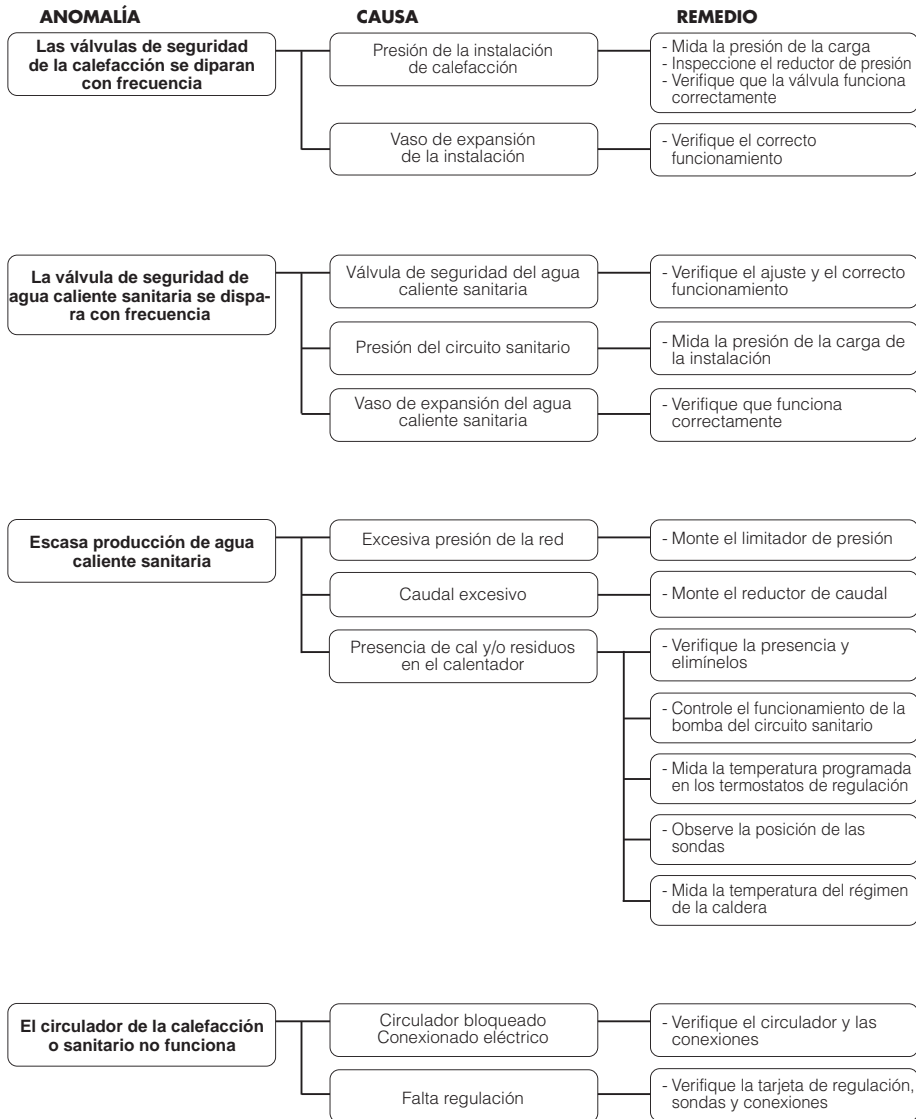 ANOMALÍA
CAUSA
REMEDIO
Las válvulas de seguridad
de la calefacción se diparan
con frecuencia
Presión de la instalación
de calefacción
- Mida la presión de la carga
- Inspeccione el reductor de presión
- Verifique que la válvula funciona
correctamente
Vaso de expansión
de la instalación
- Verifique el correcto
funcionamiento
La válvula de seguridad de
agua caliente sanitaria se dispa-
ra con frecuencia
Válvula de seguridad del agua
caliente sanitaria
- Verifique el ajuste y el correcto
funcionamiento
Presión del circuito sanitario
- Mida la presión de la carga de
la instalación
Vaso de expansión del agua
caliente sanitaria
- Verifique que funciona
correctamente
Escasa producción de agua
caliente sanitaria
Excesiva presión de la red
- Monte el limitador de presión
Caudal excesivo
- Monte el reductor de caudal
Presencia de cal y/o residuos
en el calentador
- Verifique la presencia y
elimínelos
- Controle el funcionamiento de la
bomba del circuito sanitario
- Mida la temperatura programada
en los termostatos de regulación
- Observe la posición de las
sondas
- Mida la temperatura del régimen
de la caldera
El circulador de la calefacción
o sanitario no funciona
Circulador bloqueado
Conexionado eléctrico
- Verifique el circulador y las
conexiones
Falta regulación
- Verifique la tarjeta de regulación,
sondas y conexiones